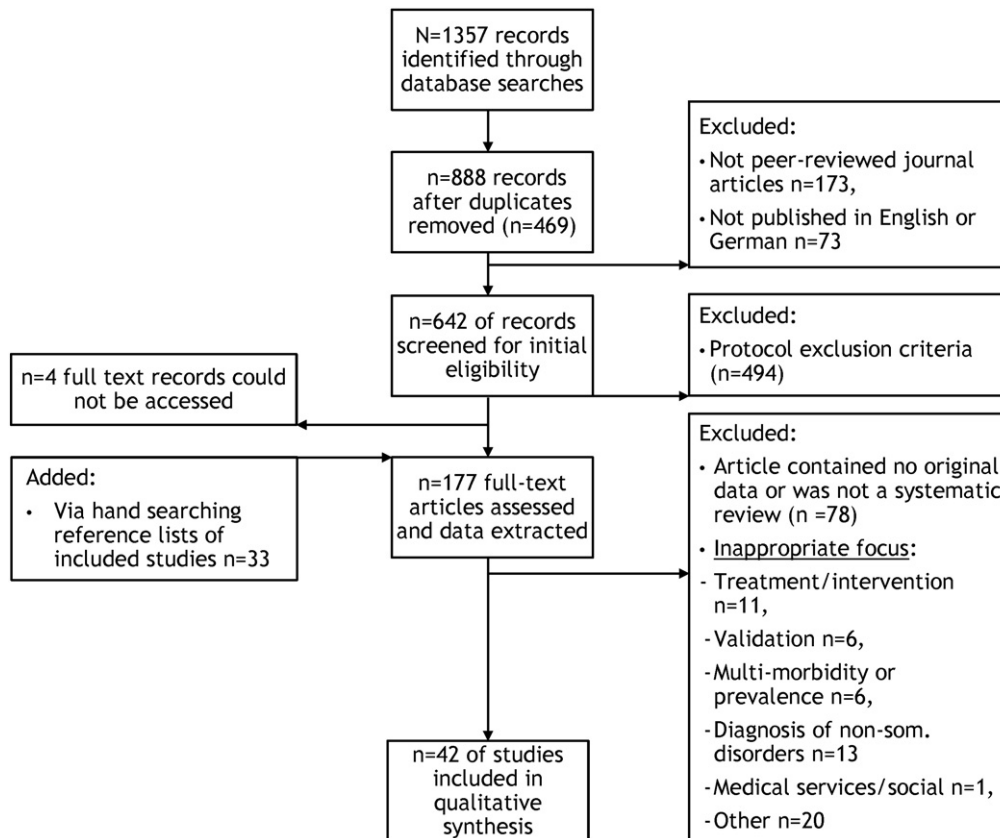 N=1357 records
identified through
database searches
n=888 records
after duplicates
removed (n=469)
Excluded:
• Not peer-reviewed journal
articles n=173,
• Not published in English or
German n=73
n=642 of records
screened for initial
eligibility
Excluded:
• Protocol exclusion criteria
(n=494)
n=4 full text records could
not be accessed
Added:
• Via hand searching
reference lists of
included studies n=33
n=177 full-text
articles assessed
and data extracted
Excluded:
• Article contained no original
data or was not a systematic
review (n =78)
• Inappropriate focus:
- Treatment/intervention
n=11,
- Validation n=6,
- Multi-morbidity or
prevalence n=6,
- Diagnosis of non-som.
disorders n=13
- Medical services/social n=1,
- Other n=20
n=42 of studies
included in
qualitative
synthesis